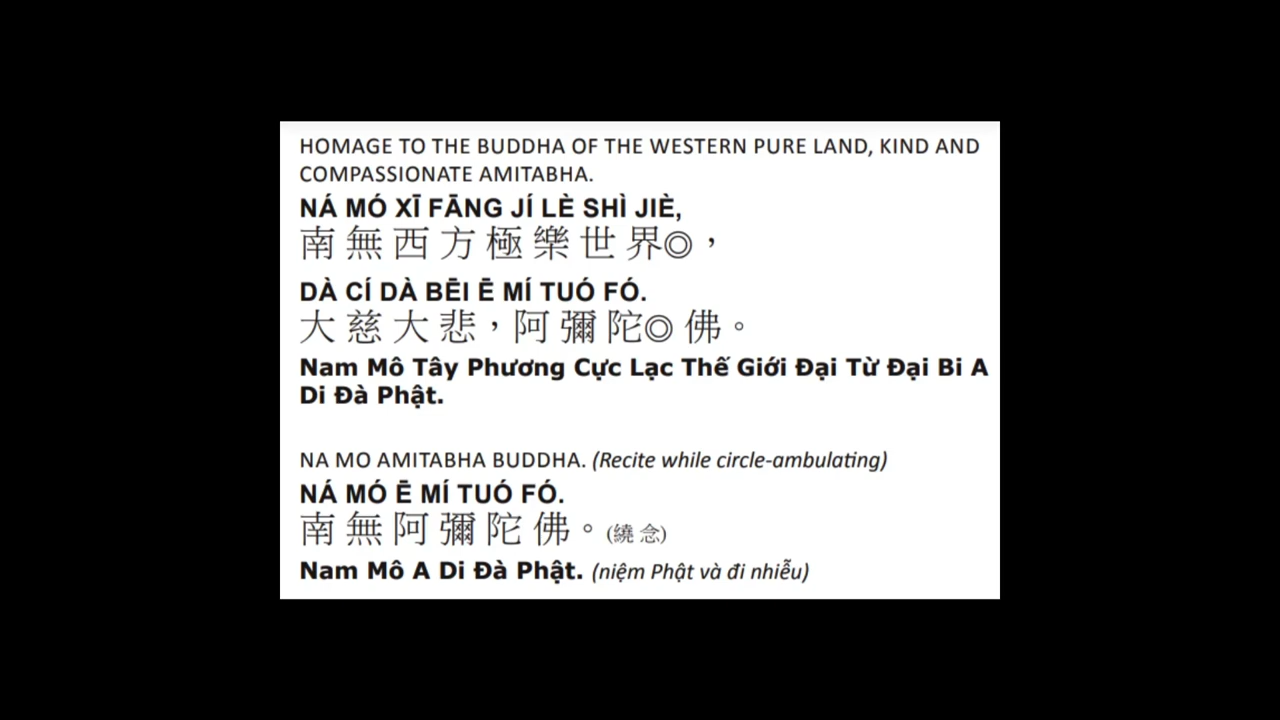 HOMAGE TO THE BUDDHA OF THE WESTERN PURE LAND, KIND AND
COMPASSIONATE AMITABHA.
NÁ MÓ XĪ FĀNG JÍ LÈ SHÌ JIÈ,
南無西方極樂世界◎，
DÀ CÍ DÀ BĒI Ē MÍ TUÓ FÓ.
大慈大悲，阿彌陀◎佛。
Nam Mô Tây Phương Cực Lạc Thế Giới Đại Từ Đại Bi A
Di Đà Phật.
NA MO AMITABHA BUDDHA. (Recite while circle-ambulating)
NÁ MÓ Ē MÍ TUÓ FÓ.
南無阿彌陀佛。(繞念)
Nam Mô A Di Đà Phật. (niệm Phật và đi nhiễu)